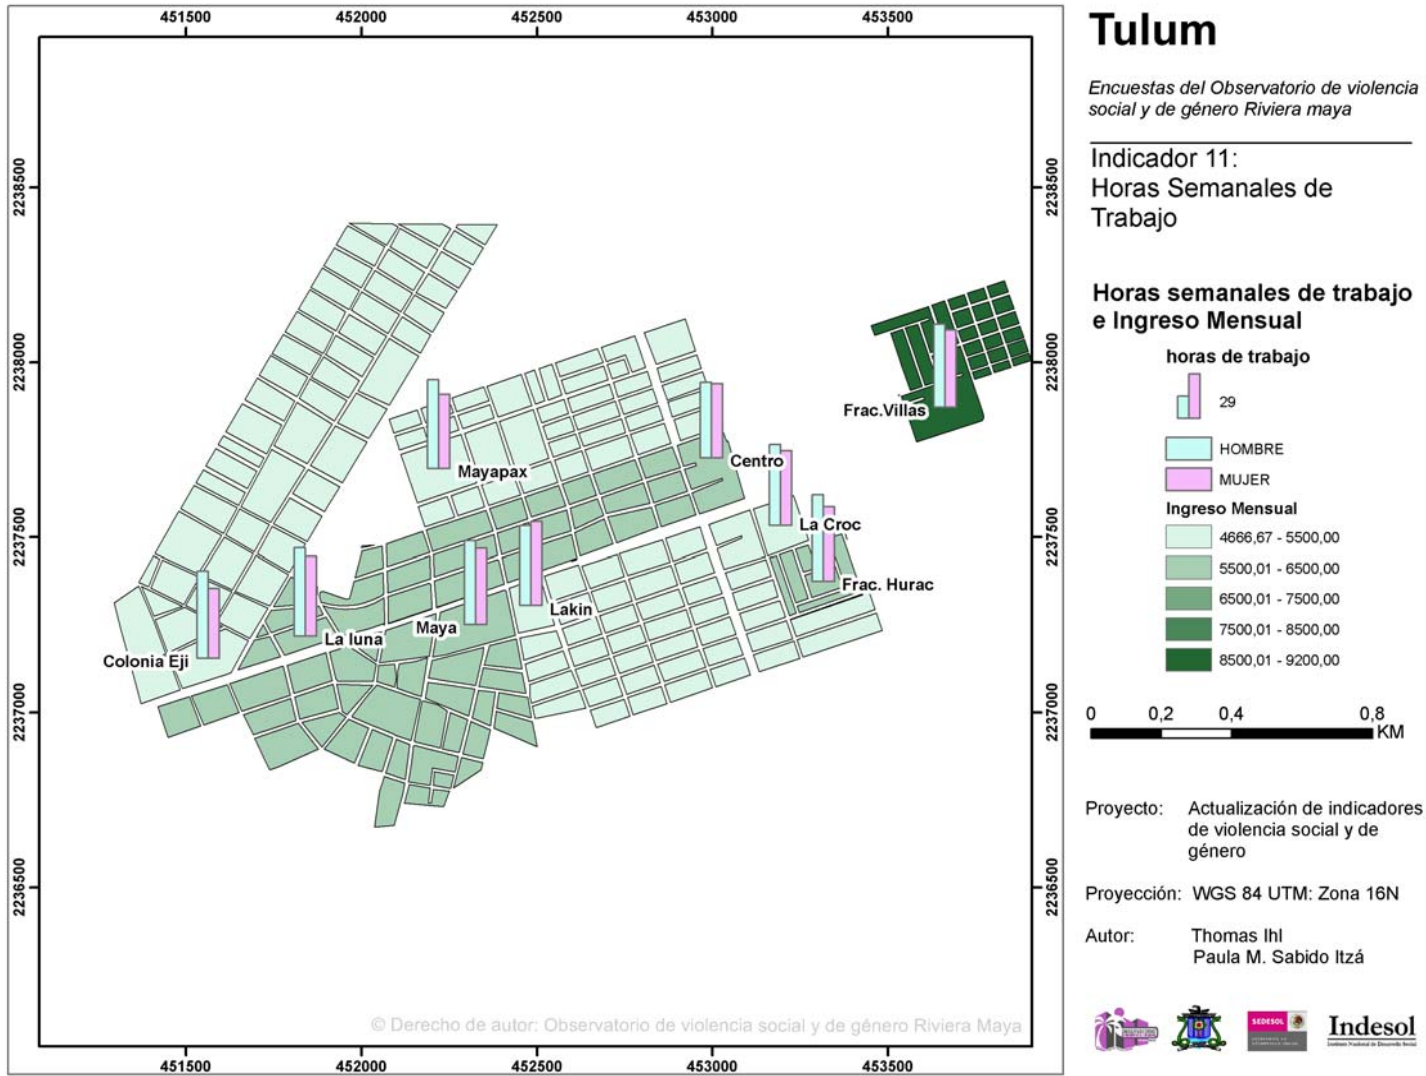 451500
452000
452500
453000
453500
2238500
2238000
2237500
2237000
2236500
Frac.Villas
Mayapax
Centro
La Croc
Frac. Hurac
Lakin
Maya
La luna
Colonia Eji
© Derecho de autor: Observatorio de violencia social y de género Riviera Maya
2238500
2238000
2237500
2237000
2236500
451500
452000
452500
453000
453500
Tulum
Encuestas del Observatorio de violencia
social y de género Riviera maya
Indicador 11:
Horas Semanales de
Trabajo
Horas semanales de trabajo
e Ingreso Mensual
horas de trabajo
29
HOMBRE
MUJER
Ingreso Mensual
4666,67 - 5500,00
5500,01 - 6500,00
6500,01 - 7500,00
7500,01 - 8500,00
8500,01 - 9200,00
0 0,2 0,4 0,8
KM
Proyecto: Actualización de indicadores
de violencia social y de
género
Proyección: WGS 84 UTM: Zona 16N
Autor: Thomas Ihl
Paula M. Sabido Itzá
SEDESOL
Indesol